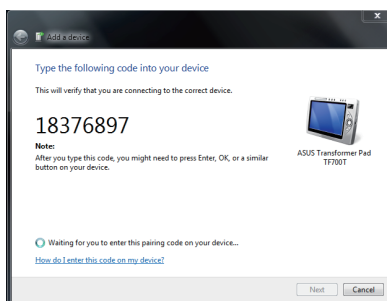 Add a device
Type the following code into your device
This will verify that you are connecting to the correct device.
18376897
Note:
After you type this code, you might need to press Enter, OK, or a similar
button on your device.
ASUS Transformer Pad
TF700T
Waiting for you to enter this pairing code on your device...
How do I enter this code on my device?
Next
Cancel